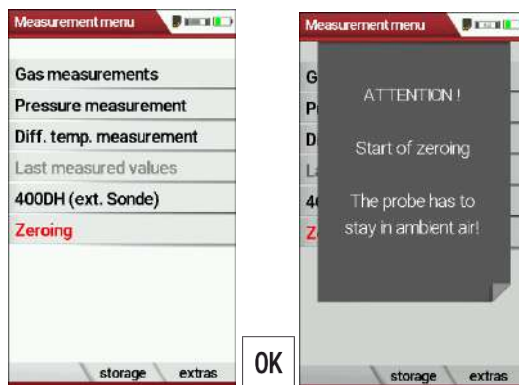 Measurement menu
Gas measurements
Pressure measurement
Diff. temp. measurement
Last measured values
400DH (ext. Sonde)
Zeroing
storage extras
OK
Measurement menu
G
P
D
L
4
Z
ATTENTION !
Start of zeroing
The probe has to
stay in ambient air!
storage extras